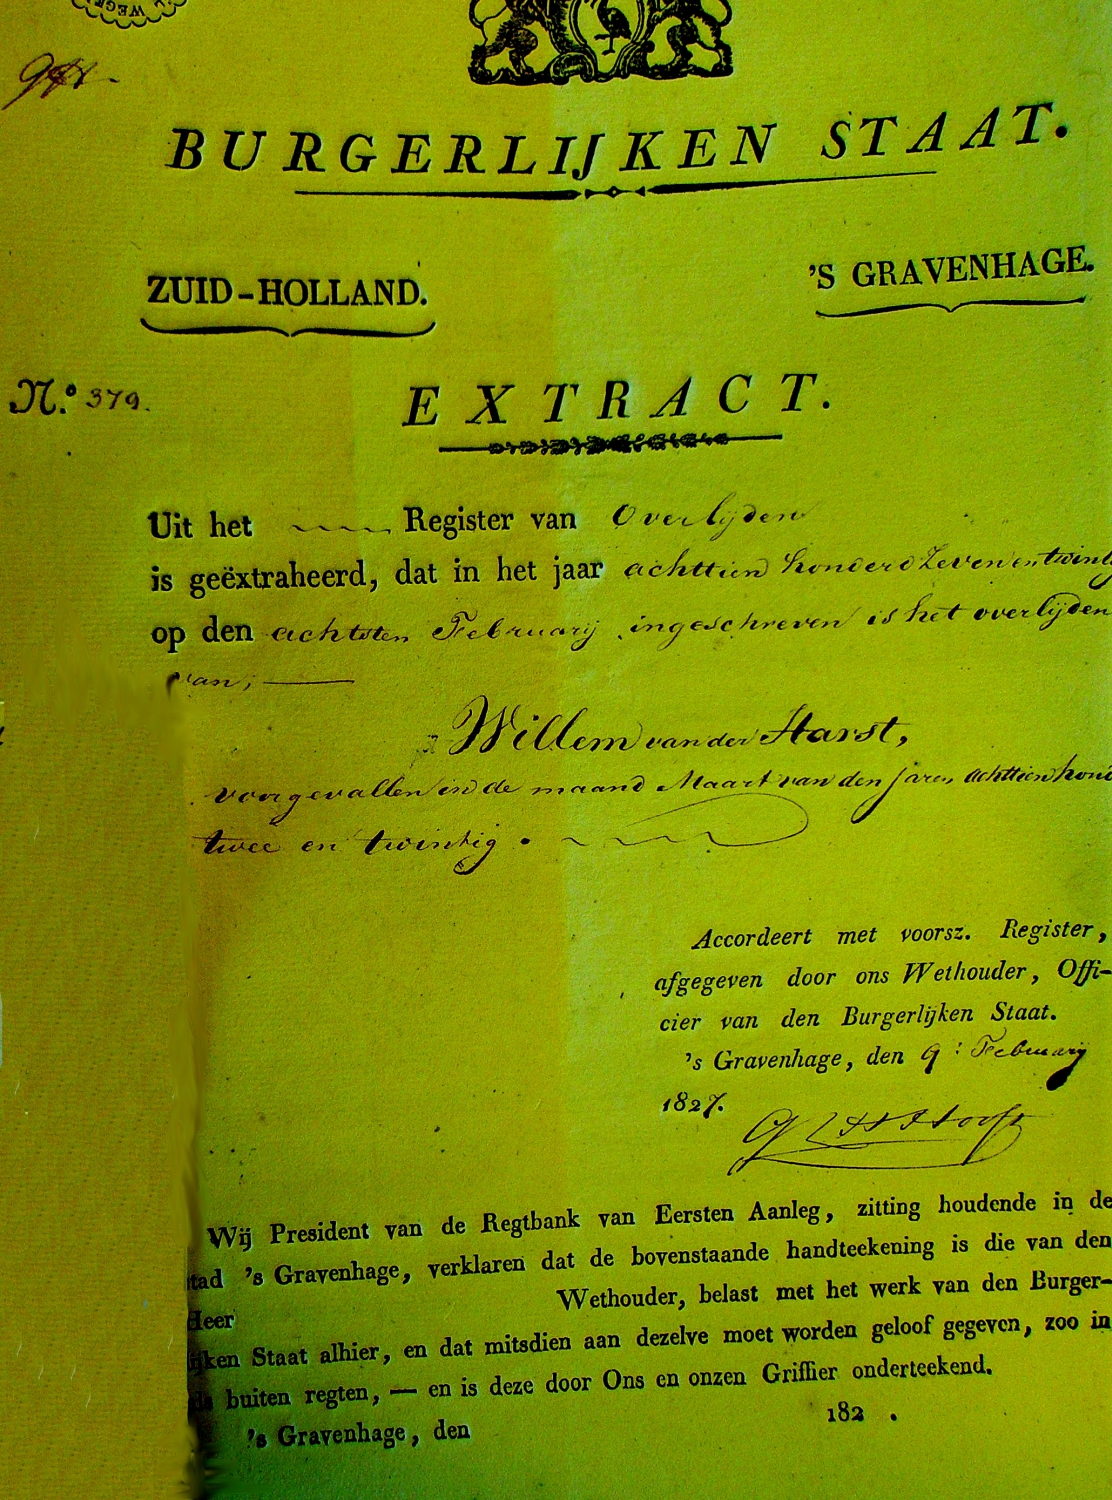 WEGE
BURGERLIJKEN STAAT.
ZUID-HOLLAND.
'S GRAVENHAGE.
N.º 379.
EXTRACT.
Uit het Register van Overlijden
is geëxtraheerd, dat in het jaar achttien honderd Zeven en twintig
op den achtsten Februarij ingeschreven is het overlijden
van;
Willem van der Harst,
voorgevallen in de maand Maart van den jare, achttien hond
twee en twintig.
Accordeert met voorsz. Register,
afgegeven door ons Wethouder, Offi-
cier van den Burgerlijken Staat.
's Gravenhage, den 9: Februarij
1827.
Wij President van de Regtbank van Eersten Aanleg, zitting houdende in de
tad 's Gravenhage, verklaren dat de bovenstaande handteekening is die van den
Heer Wethouder, belast met het werk van den Burger-
ijken Staat alhier, en dat mitsdien aan dezelve moet worden geloof gegeven, zoo in
als buiten regten, — en is deze door Ons en onzen Griffier onderteekend.
's Gravenhage, den 182 .